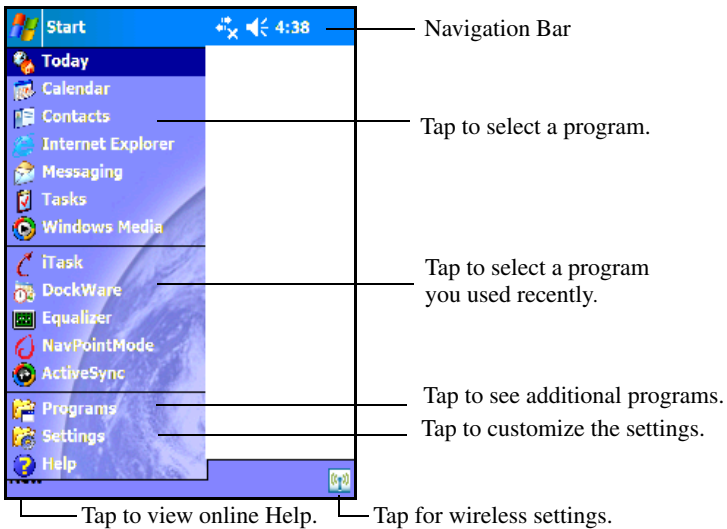 Start 4:38
Navigation Bar
Today
Calendar
Contacts
Tap to select a program.
Internet Explorer
Messaging
Tasks
Windows Media
iTask
Tap to select a program
you used recently.
DockWare
Equalizer
NavPointMode
ActiveSync
Programs
Tap to see additional programs.
Settings
Tap to customize the settings.
Help
Tap to view online Help.
Tap for wireless settings.